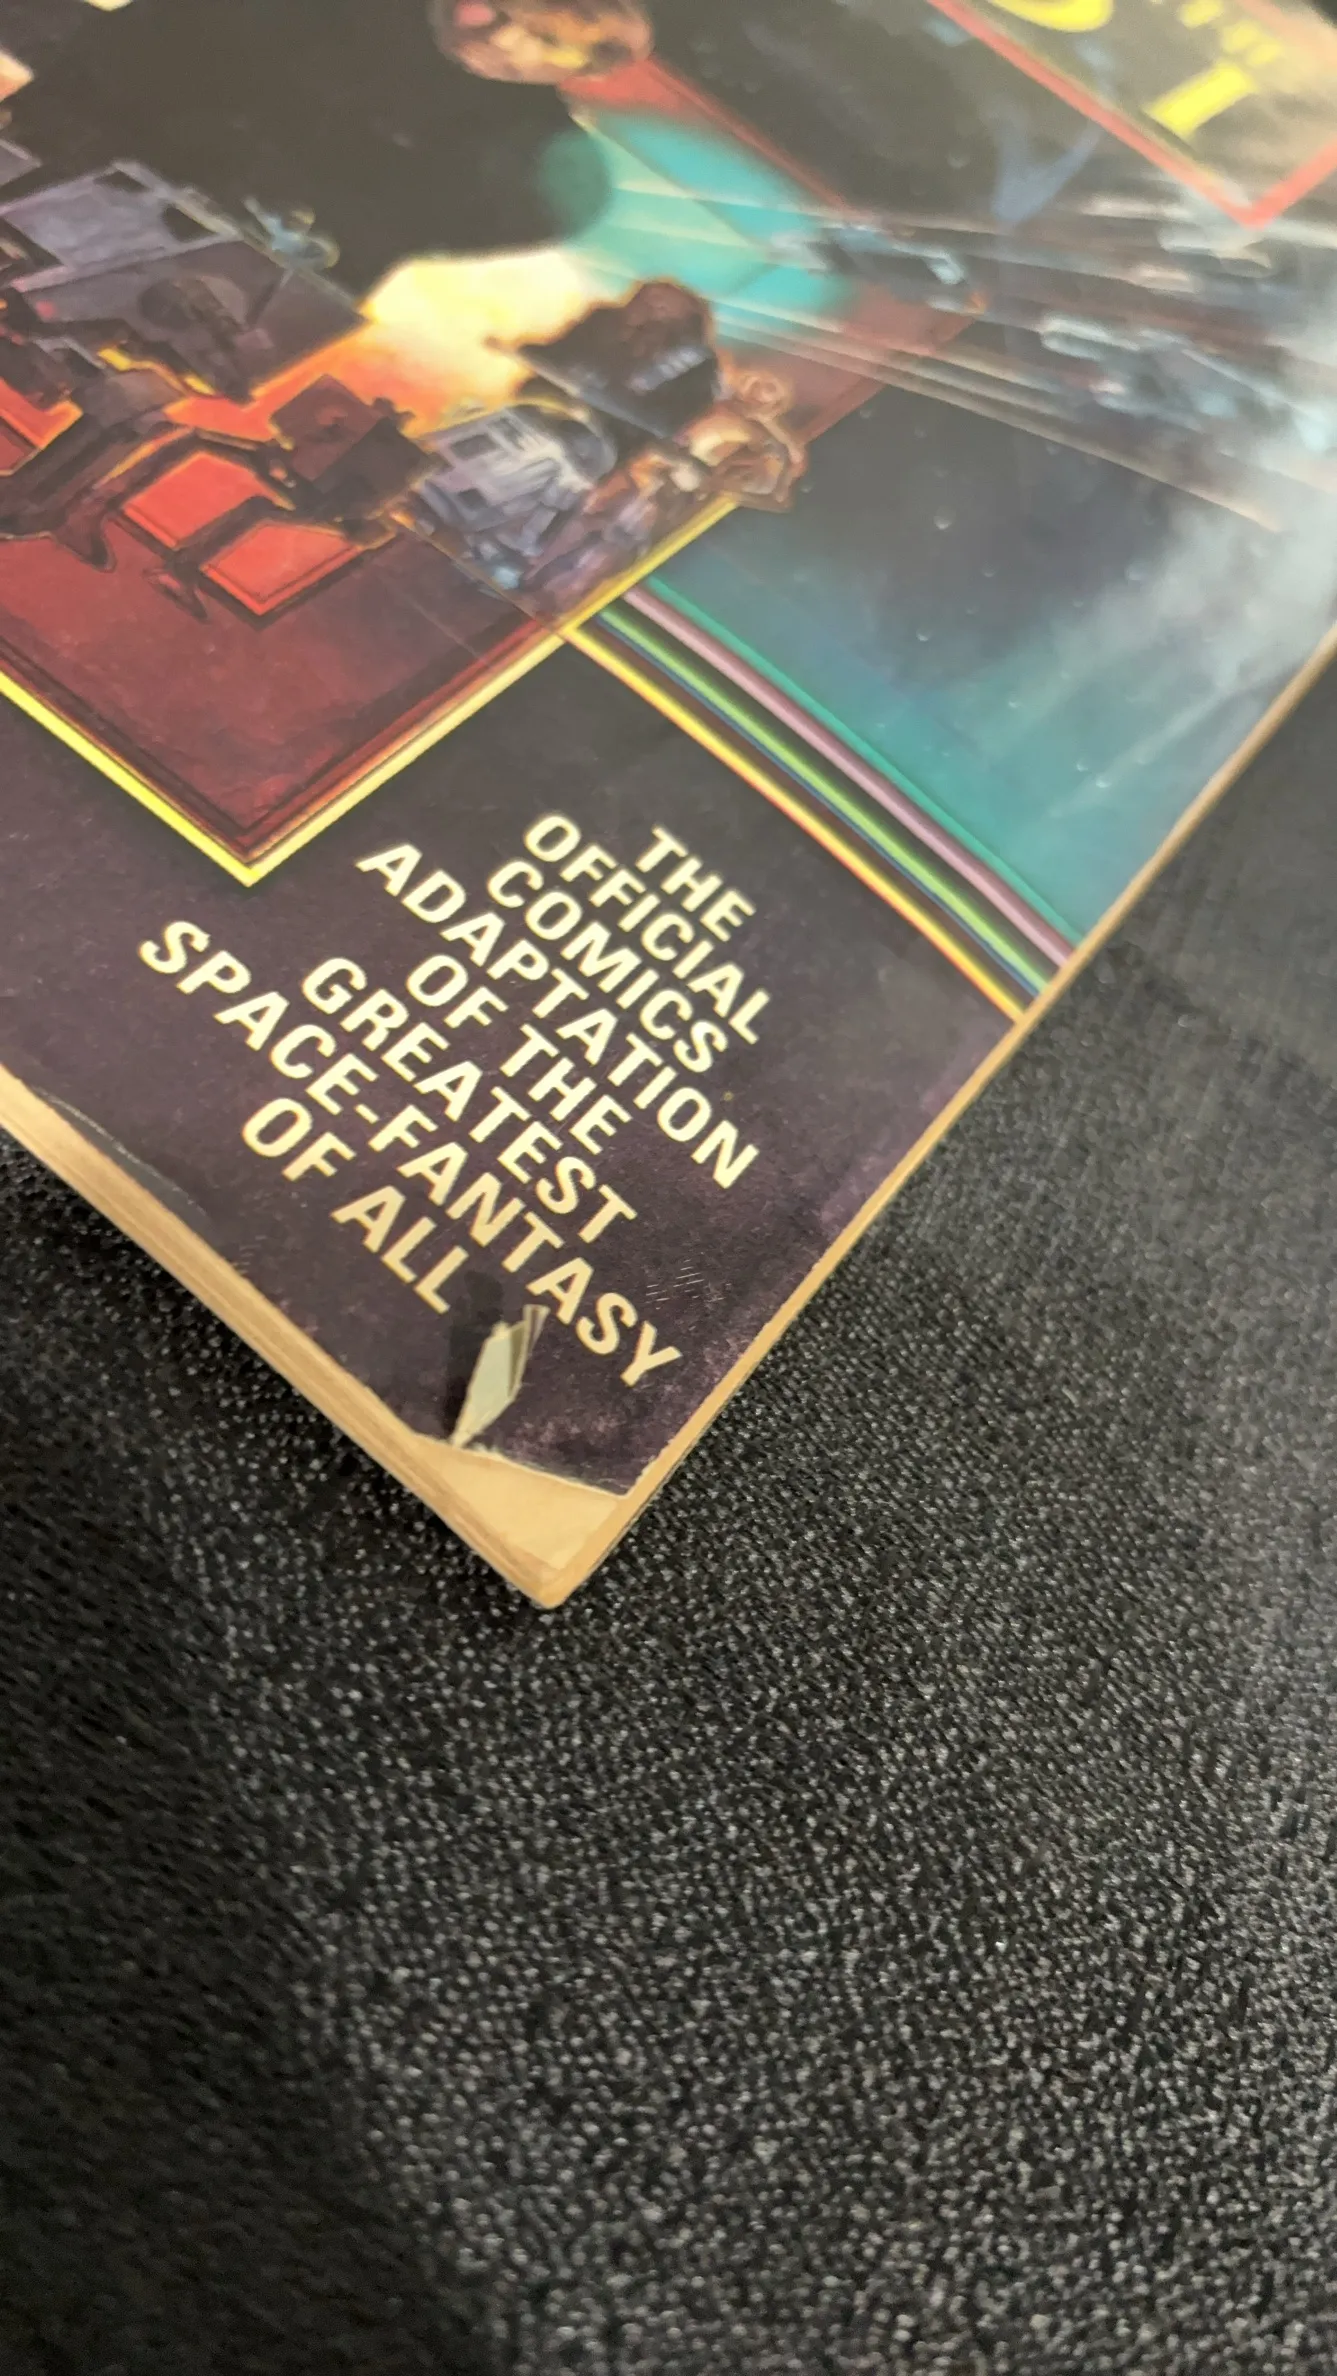 THE
OFFICIAL
COMICS
ADAPTATION
OF THE
GREATEST
SPACE-FANTASY
OF ALL